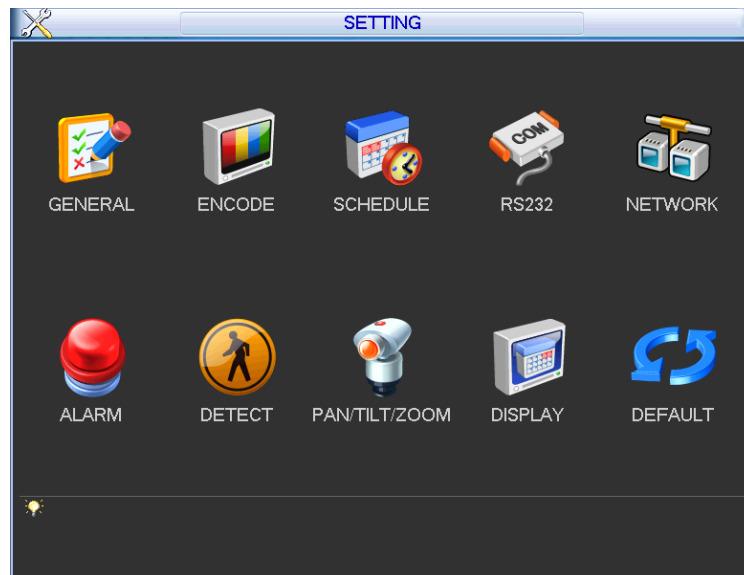 SETTING
COM
GENERAL ENCODE SCHEDULE RS232 NETWORK
ALARM DETECT PAN/TILT/ZOOM DISPLAY DEFAULT